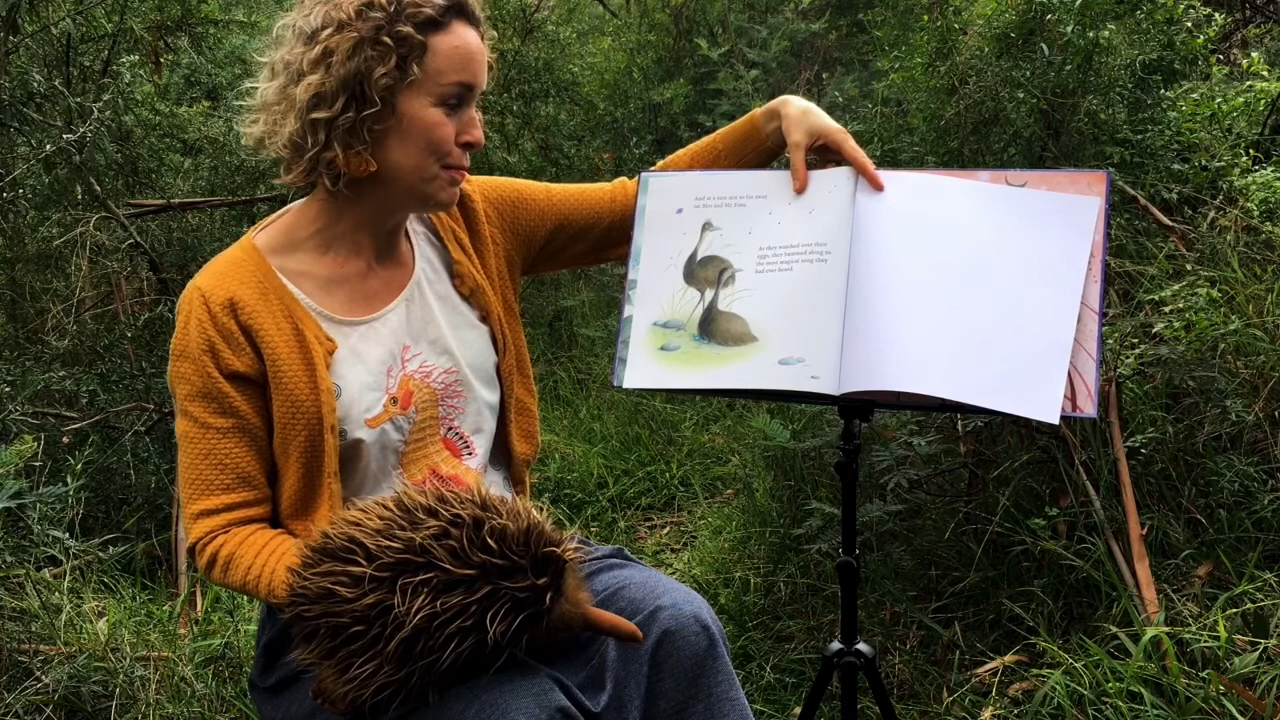 And at a nest not so far away
sat Mrs and Mr Emu.
As they watched over their
eggs, they hummed along to
the most magical song they
had ever heard.